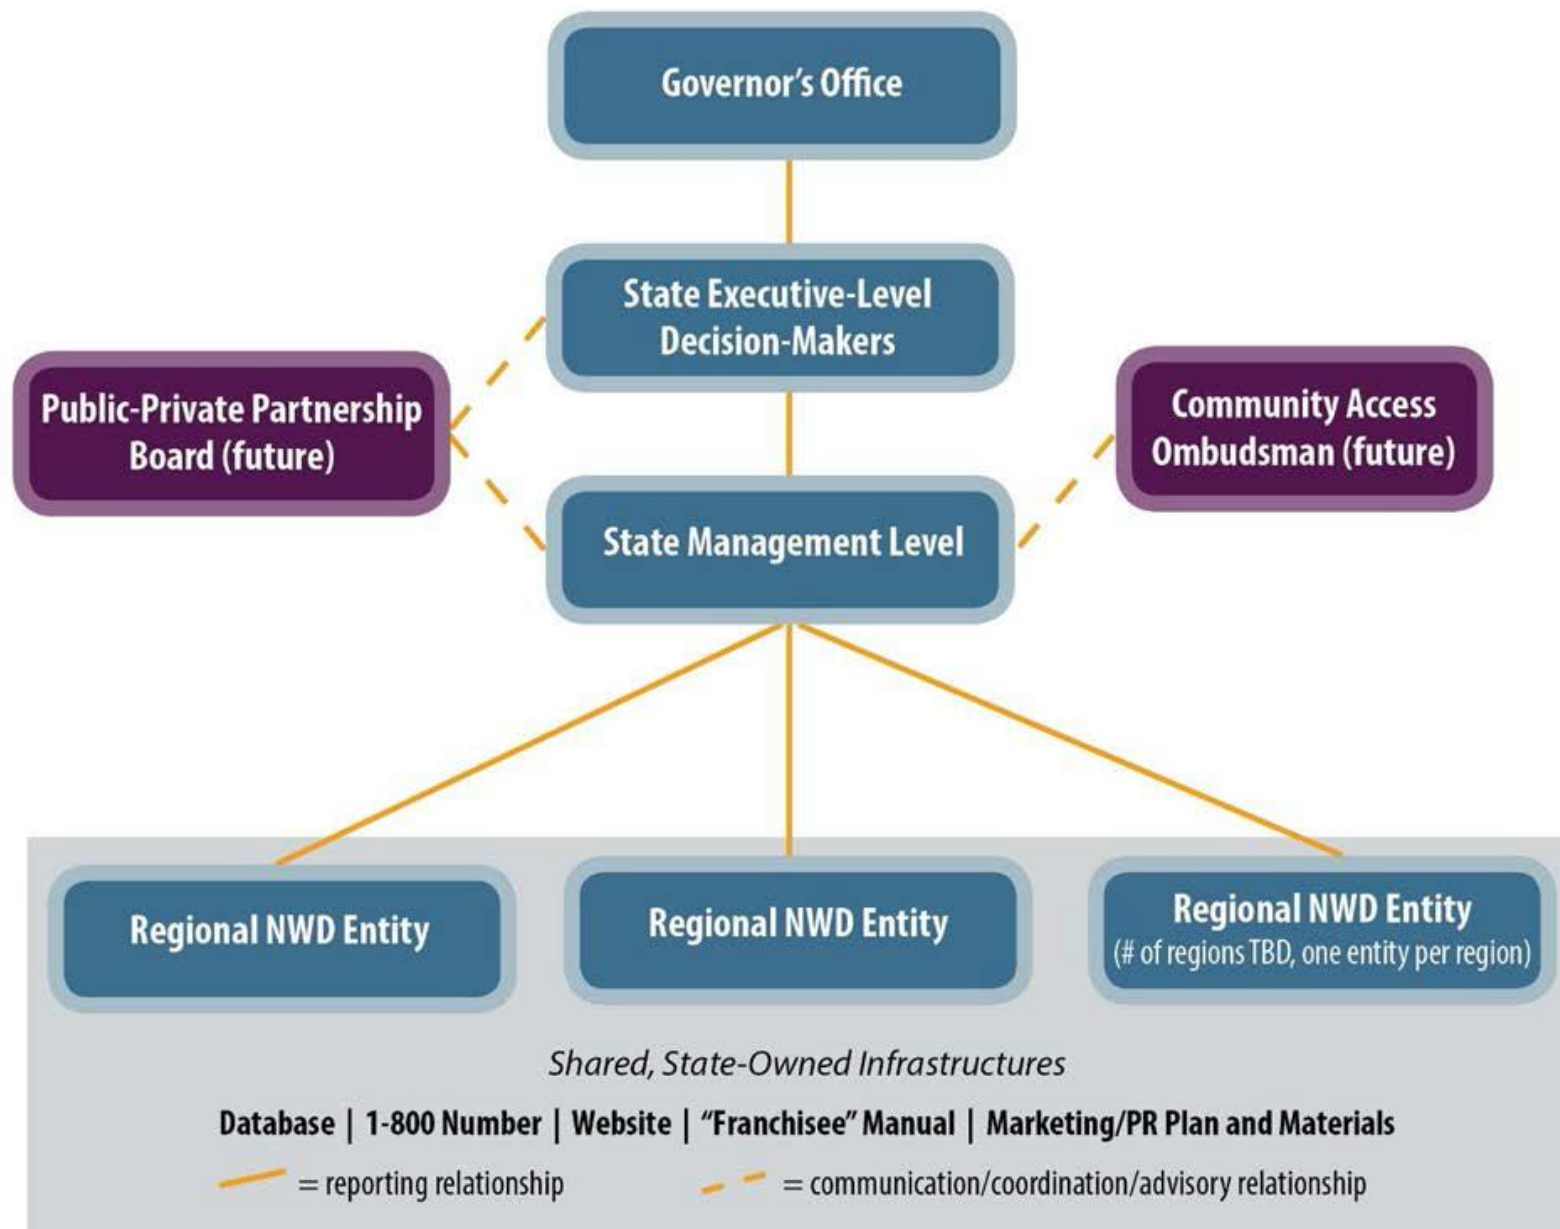 Governor’s Office
State Executive-Level
Decision-Makers
Public-Private Partnership
Board (future)
Community Access
Ombudsman (future)
State Management Level
Regional NWD Entity
Regional NWD Entity
Regional NWD Entity
(# of regions TBD, one entity per region)
Shared, State-Owned Infrastructures
Database | 1-800 Number | Website | “Franchisee” Manual | Marketing/PR Plan and Materials
= reporting relationship
= communication/coordination/advisory relationship